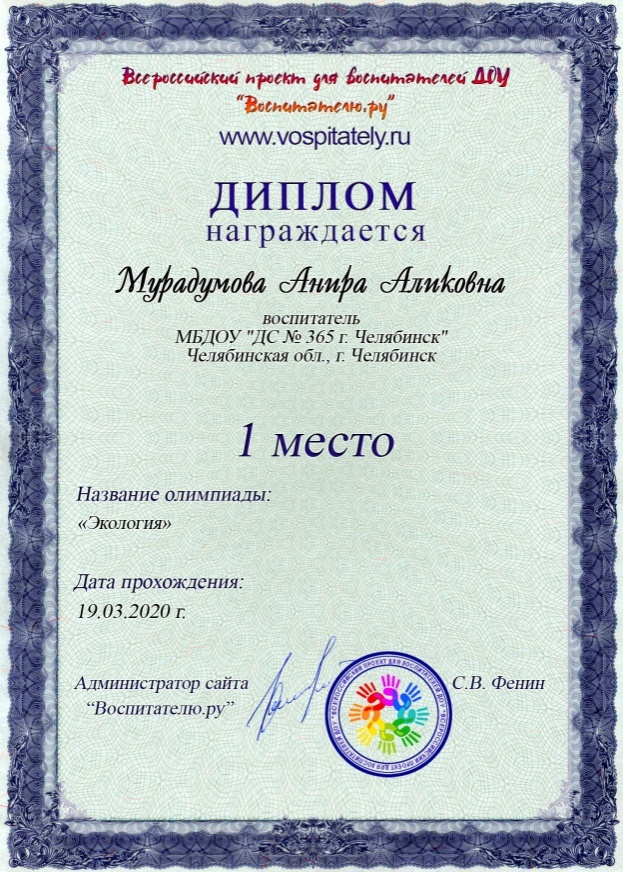 Всероссийский проект для воспитателей ДОУ
“Воспитателю.ру”
www.vospitately.ru
ДИПЛОМ
награждается
Мурадумова Анира Аликовна
воспитатель
МБДОУ "ДС № 365 г. Челябинск"
Челябинская обл., г. Челябинск
1 место
Название олимпиады:
«Экология»
Дата прохождения:
19.03.2020 г.
Администратор сайта
“Воспитателю.ру”
С.В. Фенин